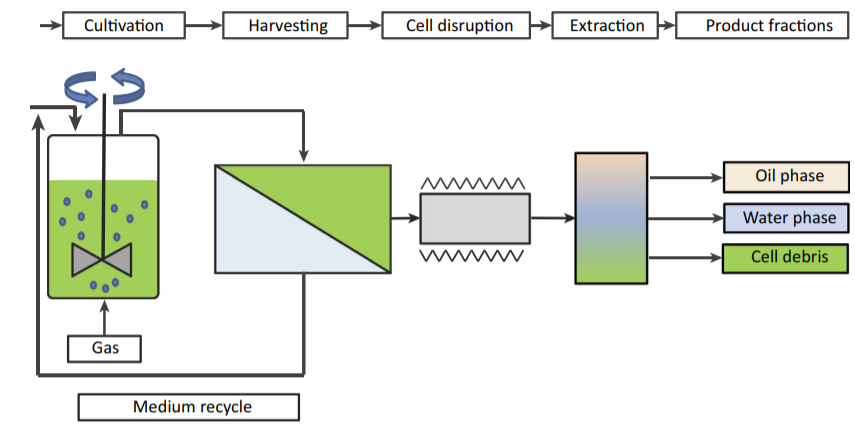 Cultivation
Harvesting
Cell disruption
Extraction
Product fractions
Oil phase
Water phase
Cell debris
Gas
Medium recycle